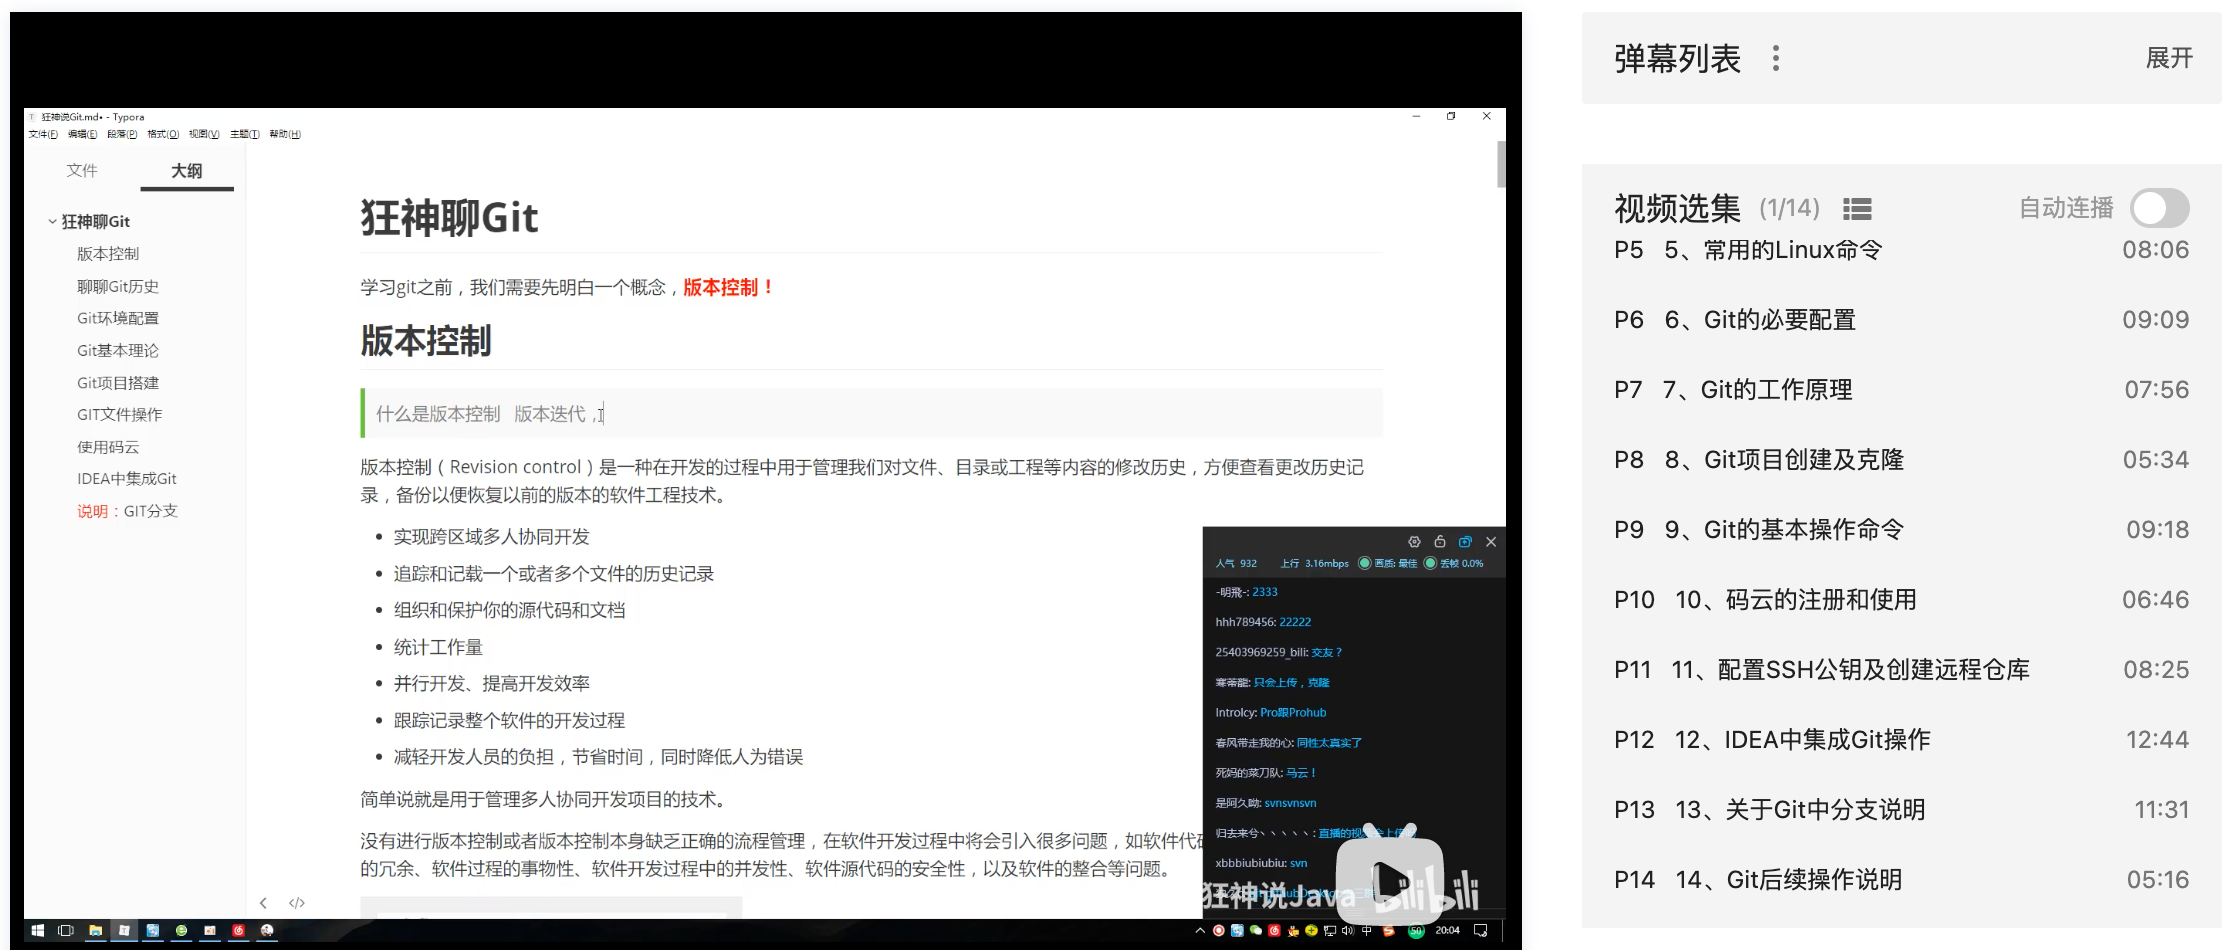 狂神说Git.md• - Typora
文件(F) 编辑(E) 段落(P) 格式(O) 视图(V) 主题(T) 帮助(H)
文件 大纲
狂神聊Git
版本控制
聊聊Git历史
Git环境配置
Git基本理论
Git项目搭建
GIT文件操作
使用码云
IDEA中集成Git
说明：GIT分支
狂神聊Git
学习git之前，我们需要先明白一个概念，版本控制！
版本控制
什么是版本控制 版本迭代，
版本控制（Revision control）是一种在开发的过程中用于管理我们对文件、目录或工程等内容的修改历史，方便查看更改历史记
录，备份以便恢复以前的版本的软件工程技术。
实现跨区域多人协同开发
追踪和记载一个或者多个文件的历史记录
组织和保护你的源代码和文档
统计工作量
并行开发、提高开发效率
跟踪记录整个软件的开发过程
减轻开发人员的负担，节省时间，同时降低人为错误
简单说就是用于管理多人协同开发项目的技术。
没有进行版本控制或者版本控制本身缺乏正确的流程管理，在软件开发过程中将会引入很多问题，如软件代
的冗余、软件过程的事物性、软件开发过程中的并发性、软件源代码的安全性，以及软件的整合等问题。
人气 932 上行 3.16mbps 画质: 最佳 丢帧 0.0%
-明飛-: 2333
hhh789456: 22222
25403969259_bili: 交友？
寒蒂龍: 只会上传，克隆
Introlcy: Pro跟Prohub
春风带走我的心: 同性太真实了
死妈的菜刀队: 马云！
是阿久呦: svnsvnsvn
归去来兮丶丶丶丶丶: 直播的视
xbbbiubiubiu: svn
狂神说Java
bilibili
中
50
20:04
弹幕列表
展开
视频选集 (1/14) 自动连播
P5 5、常用的Linux命令 08:06
P6 6、Git的必要配置 09:09
P7 7、Git的工作原理 07:56
P8 8、Git项目创建及克隆 05:34
P9 9、Git的基本操作命令 09:18
P10 10、码云的注册和使用 06:46
P11 11、配置SSH公钥及创建远程仓库 08:25
P12 12、IDEA中集成Git操作 12:44
P13 13、关于Git中分支说明 11:31
P14 14、Git后续操作说明 05:16